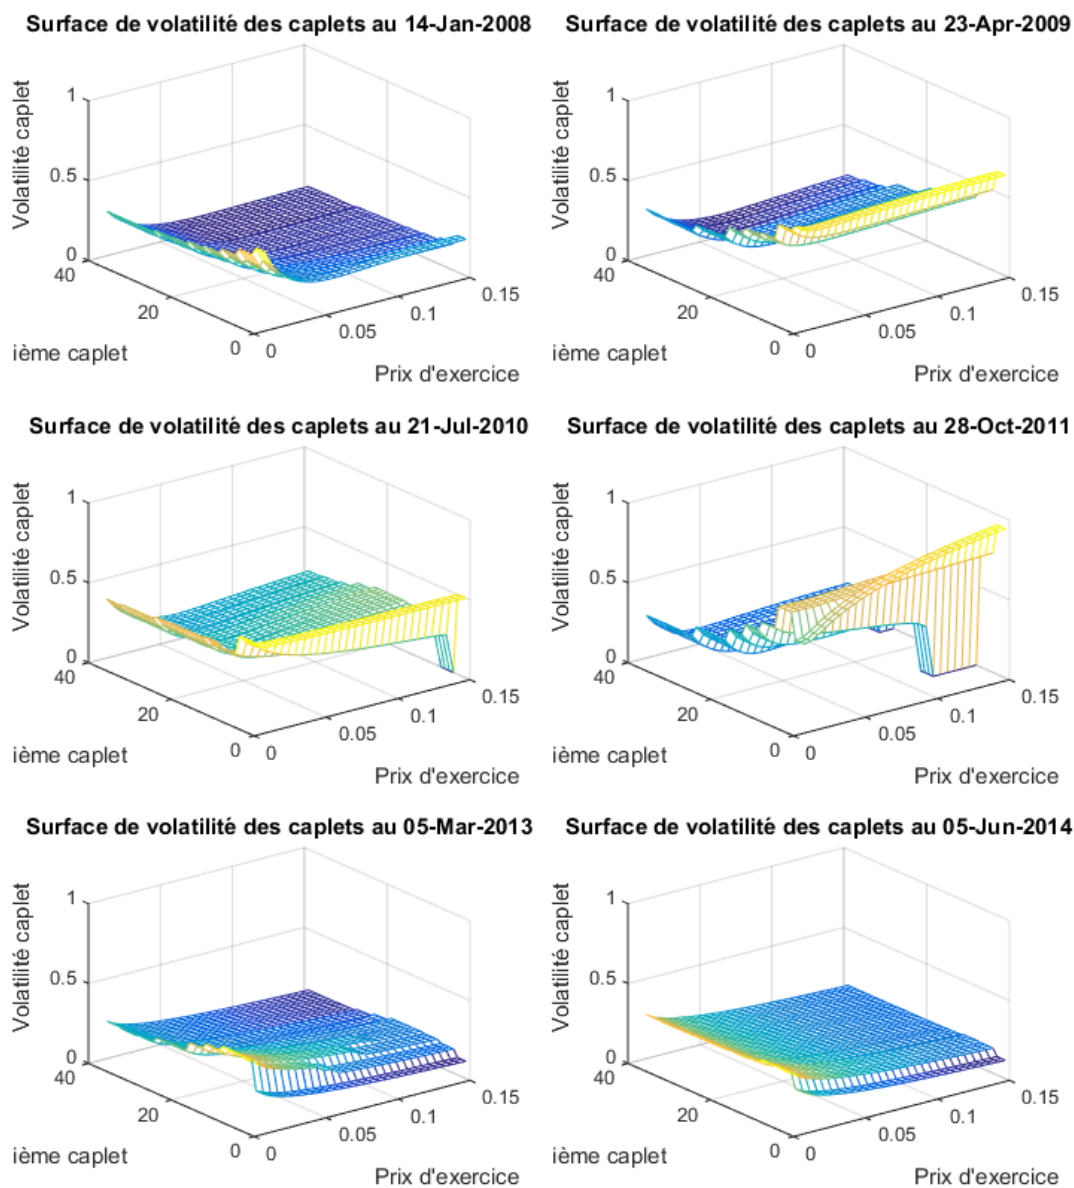 Surface de volatilité des caplets au 14-Jan-2008
Volatilité caplet
1
0.5
0
40
20
0
ième caplet
0
0.05
0.1
0.15
Prix d'exercice
Surface de volatilité des caplets au 23-Apr-2009
Volatilité caplet
1
0.5
0
40
20
0
ième caplet
0
0.05
0.1
0.15
Prix d'exercice
Surface de volatilité des caplets au 21-Jul-2010
Volatilité caplet
1
0.5
0
40
20
0
ième caplet
0
0.05
0.1
0.15
Prix d'exercice
Surface de volatilité des caplets au 28-Oct-2011
Volatilité caplet
1
0.5
0
40
20
0
ième caplet
0
0.05
0.1
0.15
Prix d'exercice
Surface de volatilité des caplets au 05-Mar-2013
Volatilité caplet
1
0.5
0
40
20
0
ième caplet
0
0.05
0.1
0.15
Prix d'exercice
Surface de volatilité des caplets au 05-Jun-2014
Volatilité caplet
1
0.5
0
40
20
0
ième caplet
0
0.05
0.1
0.15
Prix d'exercice